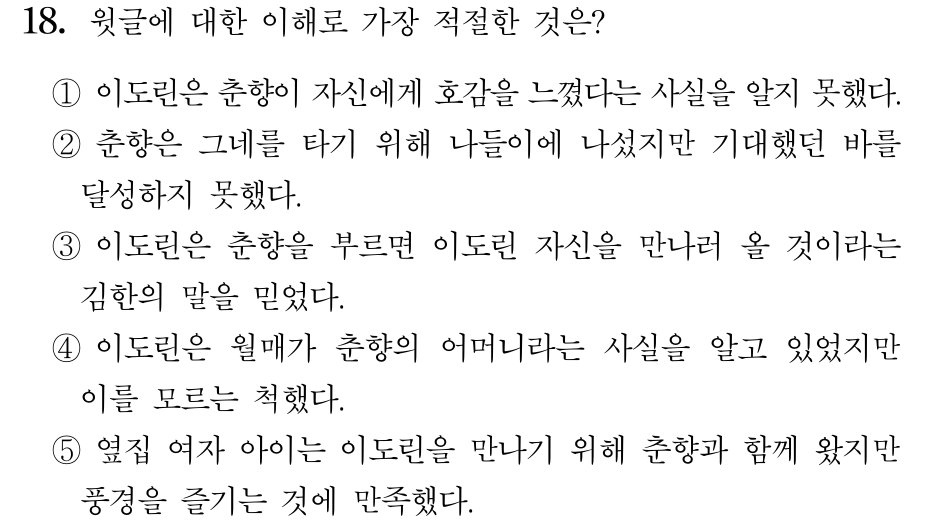 18. 윗글에 대한 이해로 가장 적절한 것은?
① 이도린은 춘향이 자신에게 호감을 느꼈다는 사실을 알지 못했다.
② 춘향은 그네를 타기 위해 나들이에 나섰지만 기대했던 바를
달성하지 못했다.
③ 이도린은 춘향을 부르면 이도린 자신을 만나러 올 것이라는
김한의 말을 믿었다.
④ 이도린은 월매가 춘향의 어머니라는 사실을 알고 있었지만
이를 모르는 척했다.
⑤ 옆집 여자 아이는 이도린을 만나기 위해 춘향과 함께 왔지만
풍경을 즐기는 것에 만족했다.